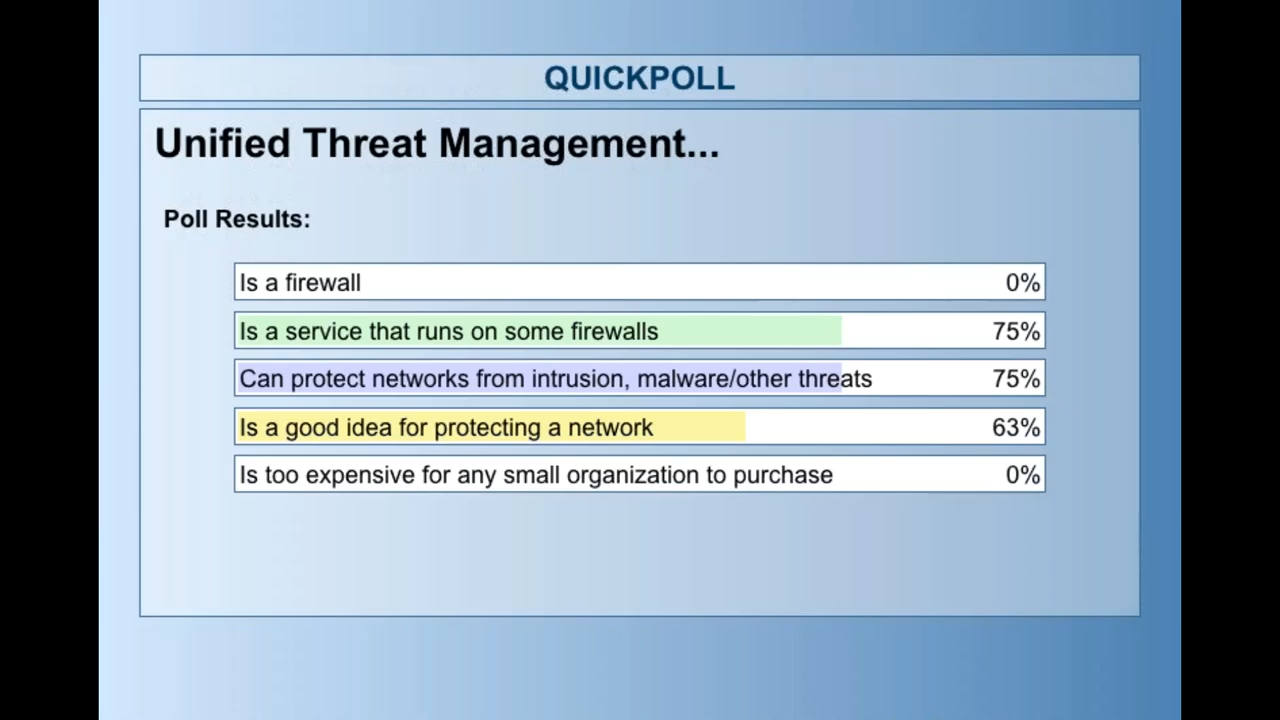 QUICKPOLL
Unified Threat Management...
Poll Results:
Is a firewall 0%
Is a service that runs on some firewalls 75%
Can protect networks from intrusion, malware/other threats 75%
Is a good idea for protecting a network 63%
Is too expensive for any small organization to purchase 0%